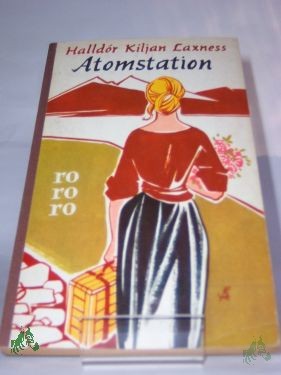 Halldór Kiljan Laxness
Atomstation
ro
ro
ro